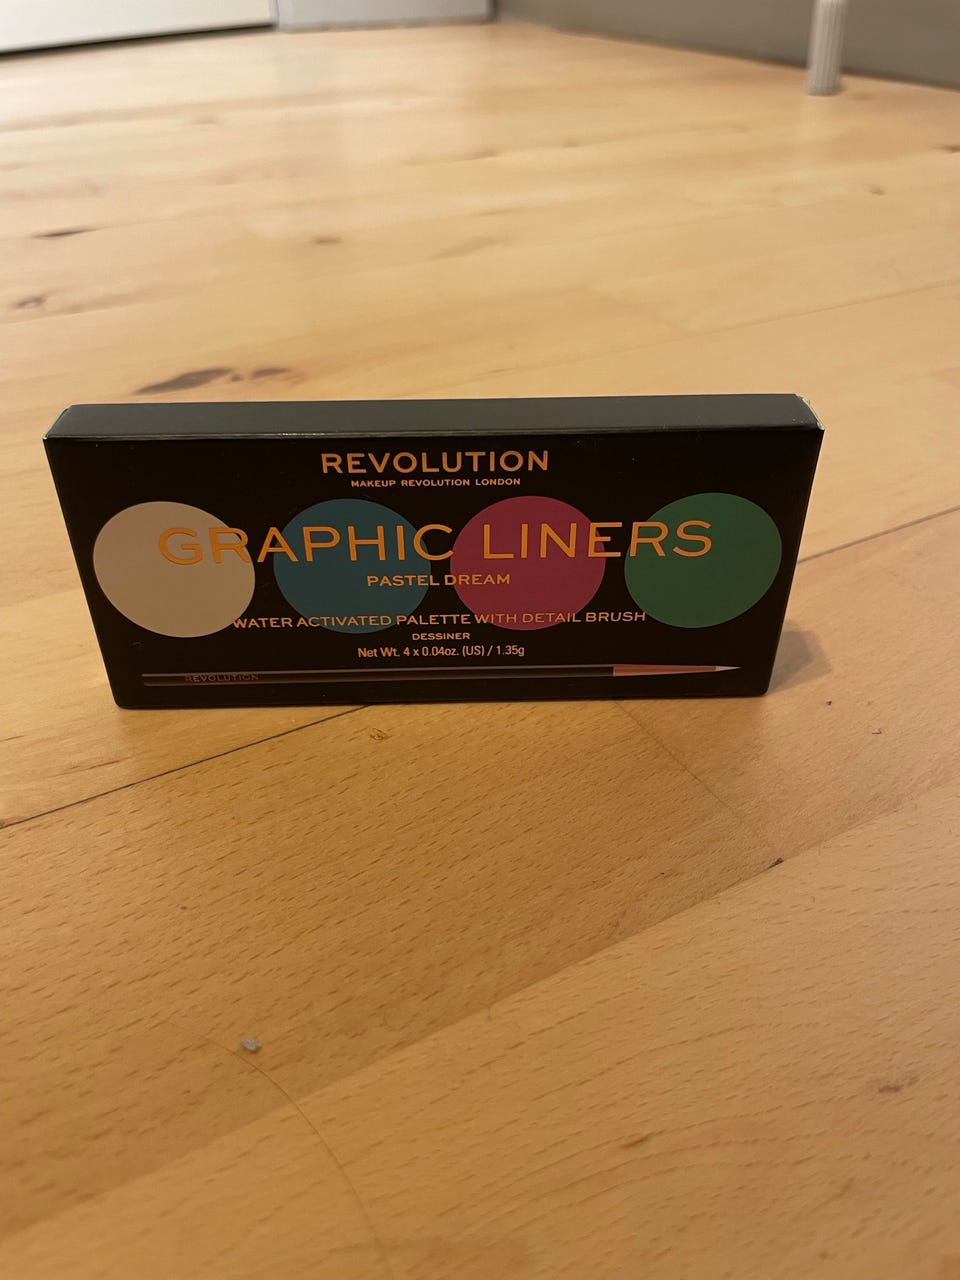 REVOLUTION
MAKEUP REVOLUTION LONDON
GRAPHIC LINERS
PASTEL DREAM
WATER ACTIVATED PALETTE WITH DETAIL BRUSH
DESSINER
Net Wt. 4 x 0.04oz. (US) / 1.35g
REVOLUTION